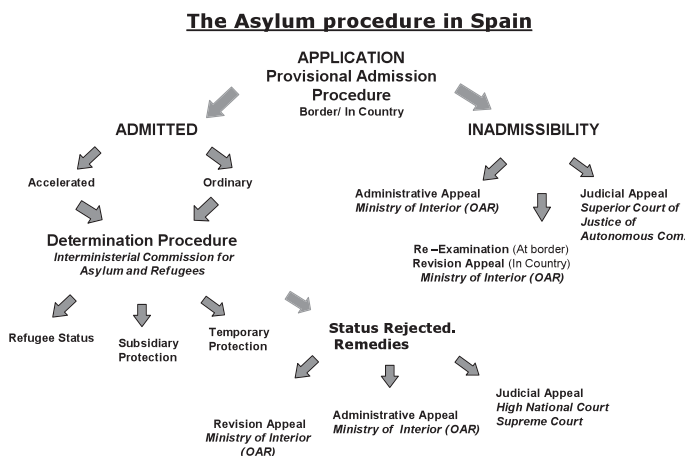 The Asylum procedure in Spain
APPLICATION
Provisional Admission
Procedure
Border/ In Country
ADMITTED
INADMISSIBILITY
Accelerated
Ordinary
Administrative Appeal
Ministry of Interior (OAR)
Judicial Appeal
Superior Court of
Justice of
Autonomous Com.
Re –Examination (At border)
Revision Appeal (In Country)
Ministry of Interior (OAR)
Determination Procedure
Interministerial Commission for
Asylum and Refugees
Refugee Status
Subsidiary
Protection
Temporary
Protection
Status Rejected.
Remedies
Revision Appeal
Ministry of Interior
(OAR)
Administrative Appeal
Ministry of Interior (OAR)
Judicial Appeal
High National Court
Supreme Court